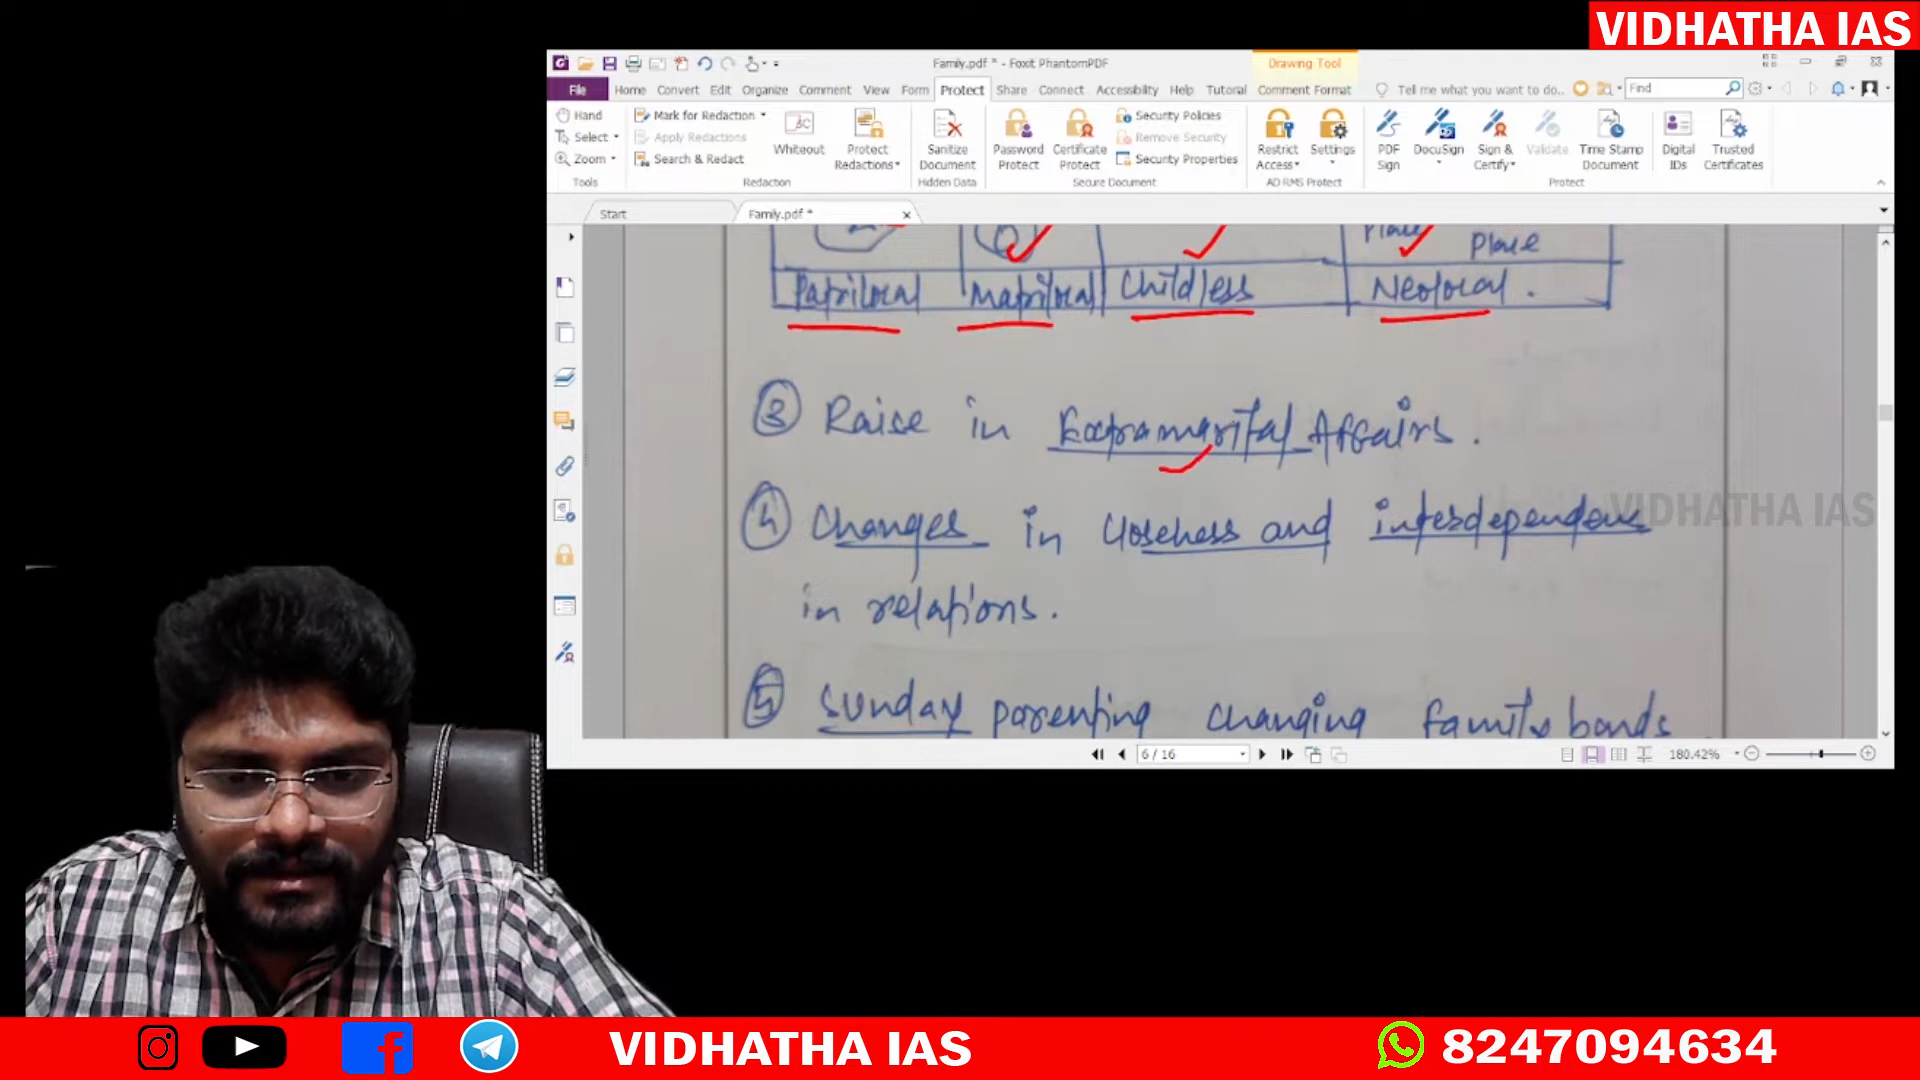 VIDHATHA IAS
Family.pdf * - Foxit PhantomPDF
Drawing Tool
File Home Convert Edit Organize Comment View Form Protect Share Connect Accessibility Help Tutorial Comment Format Tell me what you want to do.. Find
Hand
Select
Zoom
Tools
Mark for Redaction
Apply Redactions
Search & Redact
Whiteout
Protect Redactions
Redaction
Sanitize Document
Hidden Data
Password Protect
Certificate Protect
Security Policies
Remove Security
Security Properties
Secure Document
Restrict Access
Settings
AD RMS Protect
PDF Sign
DocuSign
Sign & Certify
Validate
Time Stamp Document
Digital IDs
Trusted Certificates
Protect
Start Family.pdf *
Place Place
Patrilocal Matrilocal Childless Neolocal.
③ Raise in Extramarital Affairs.
④ Changes in closeness and interdependence
VIDHATHA IAS
in relations.
⑤ Sunday parenting changing family bonds
6 / 16
180.42%
VIDHATHA IAS
8247094634